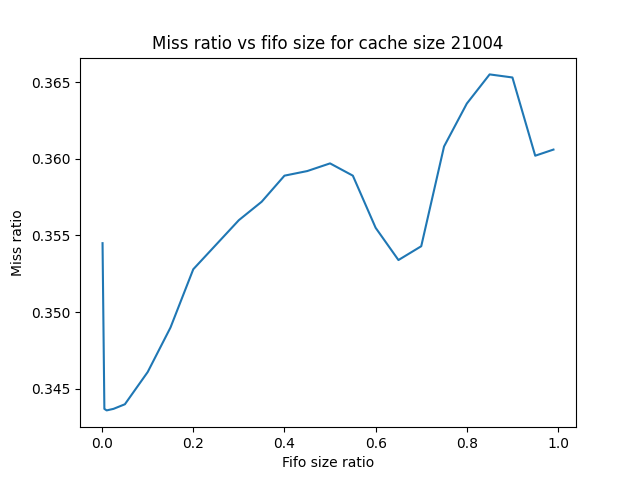 Miss ratio vs fifo size for cache size 21004
0.365
0.360
0.355
0.350
0.345
Miss ratio
0.0 0.2 0.4 0.6 0.8 1.0
Fifo size ratio